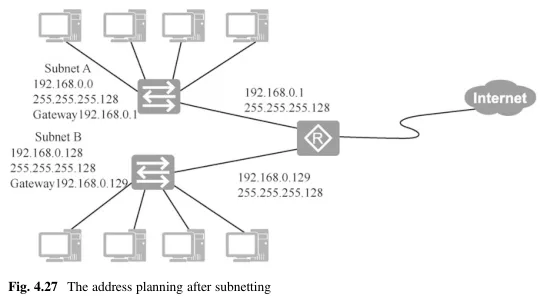 Subnet A
192.168.0.0
255.255.255.128
Gateway192.168.0.1
192.168.0.1
255.255.255.128
Internet
R
Subnet B
192.168.0.128
255.255.255.128
Gateway192.168.0.129
192.168.0.129
255.255.255.128
Fig. 4.27 The address planning after subnetting